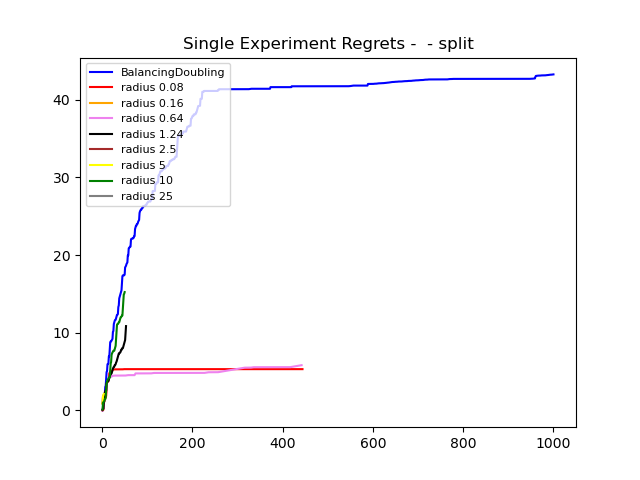 Single Experiment Regrets -  - split
BalancingDoubling
radius 0.08
radius 0.16
radius 0.64
radius 1.24
radius 2.5
radius 5
radius 10
radius 25
40
30
20
10
0
0 200 400 600 800 1000